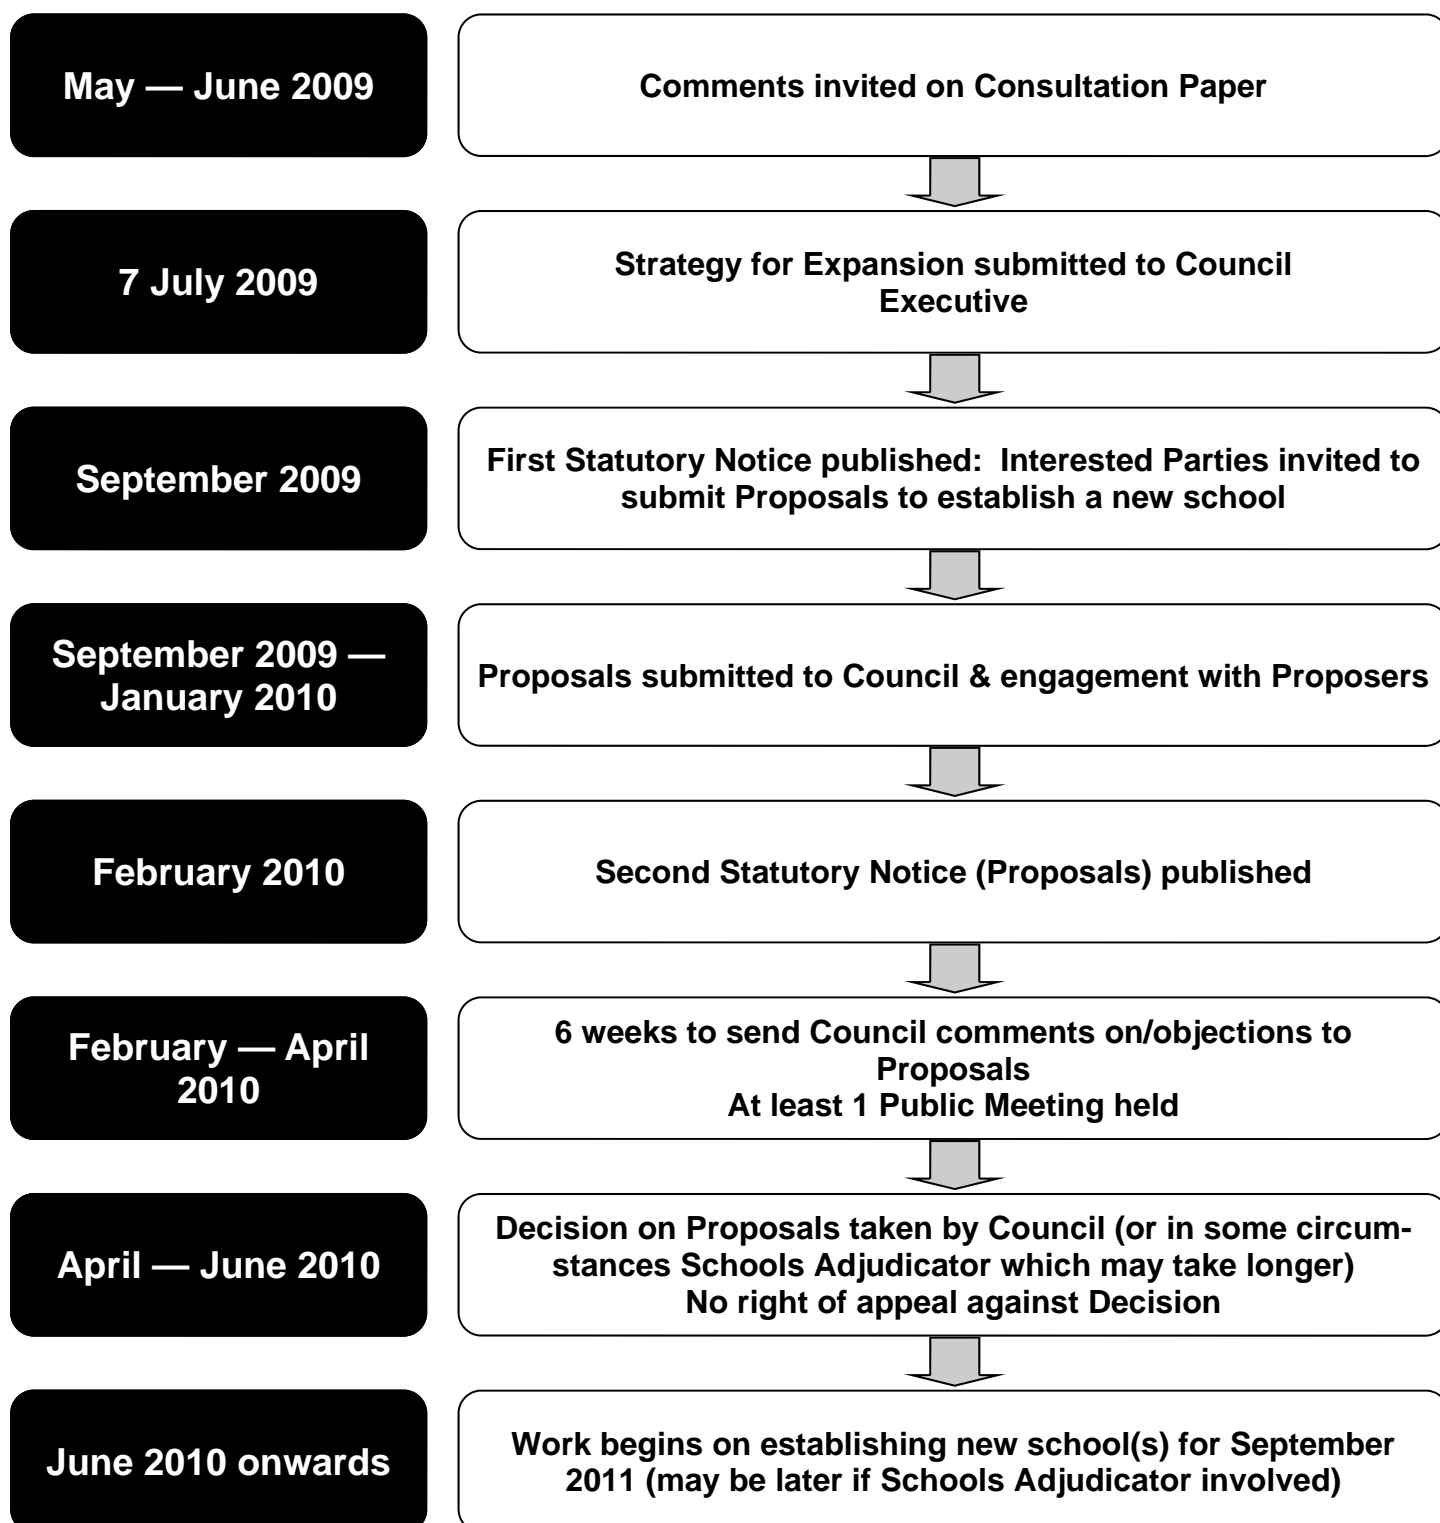 May — June 2009
Comments invited on Consultation Paper
7 July 2009
Strategy for Expansion submitted to Council
Executive
September 2009
First Statutory Notice published:  Interested Parties invited to
submit Proposals to establish a new school
September 2009 —
January 2010
Proposals submitted to Council & engagement with Proposers
February 2010
Second Statutory Notice (Proposals) published
February — April
2010
6 weeks to send Council comments on/objections to
Proposals
At least 1 Public Meeting held
April — June 2010
Decision on Proposals taken by Council (or in some circum-
stances Schools Adjudicator which may take longer)
No right of appeal against Decision
June 2010 onwards
Work begins on establishing new school(s) for September
2011 (may be later if Schools Adjudicator involved)